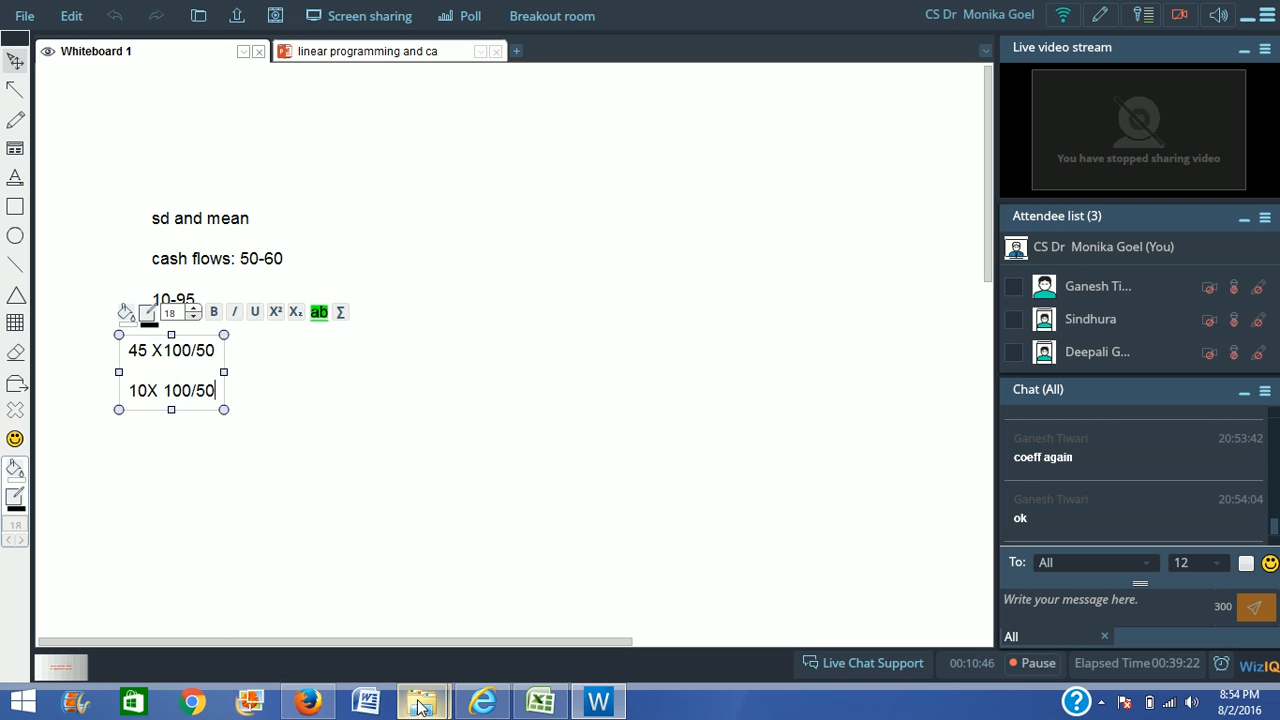 File Edit Screen sharing Poll Breakout room CS Dr Monika Goel
Whiteboard 1 linear programming and ca
Live video stream
You have stopped sharing video
sd and mean
cash flows: 50-60
10-95
18 B I U X² X₂ ab Σ
45 X100/50
10X 100/50
Attendee list (3)
CS Dr Monika Goel (You)
Ganesh Ti...
Sindhura
Deepali G...
Chat (All)
Ganesh Tiwari 20:53:42
coeff again
Ganesh Tiwari 20:54:04
ok
18
To: All 12
Write your message here. 300
All
Live Chat Support 00:10:46 Pause Elapsed Time 00:39:22 WizIQ
8:54 PM
8/2/2016